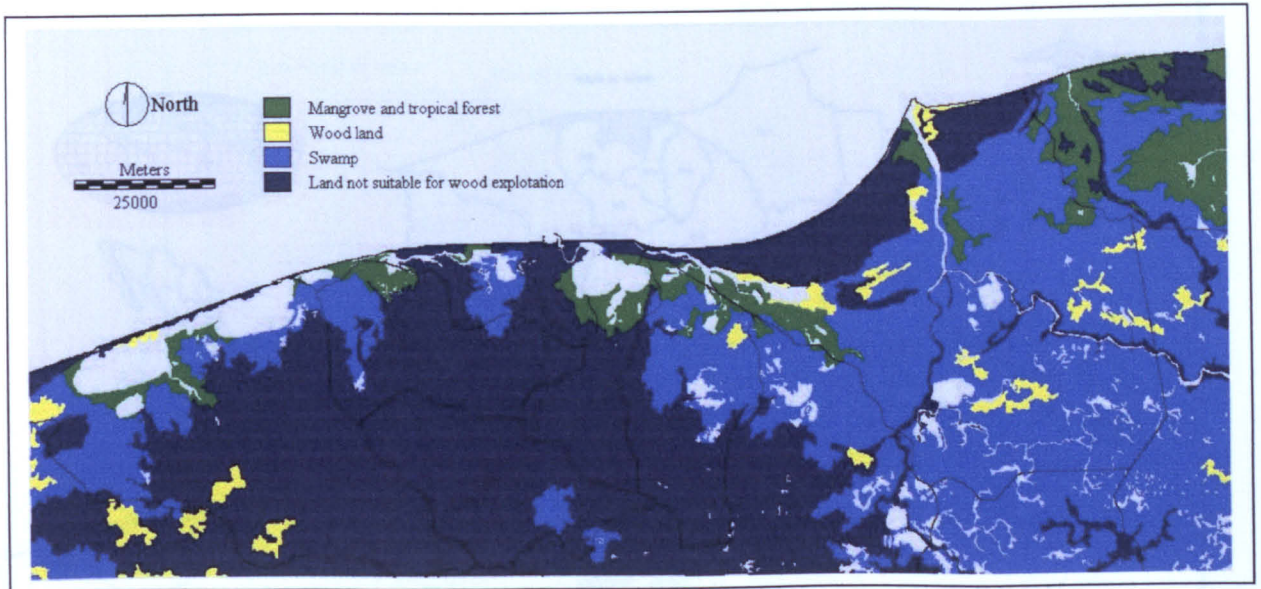 North
Mangrove and tropical forest
Wood land
Swamp
Land not suitable for wood explotation
Meters
25000